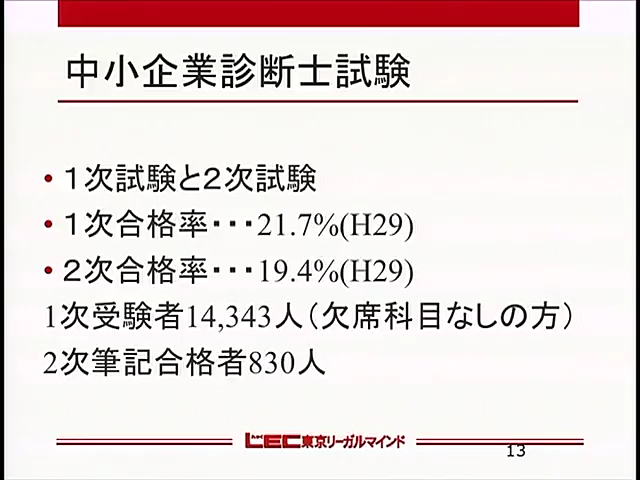 中小企業診断士試験
• 1次試験と2次試験
• 1次合格率・・・21.7%(H29)
• 2次合格率・・・19.4%(H29)
1次受験者14,343人（欠席科目なしの方）
2次筆記合格者830人
LEC東京リーガルマインド
13